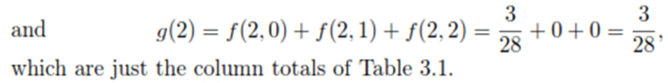 and g(2) = f(2, 0) + f(2, 1) + f(2, 2) = 3/28 + 0 + 0 = 3/28,
which are just the column totals of Table 3.1.